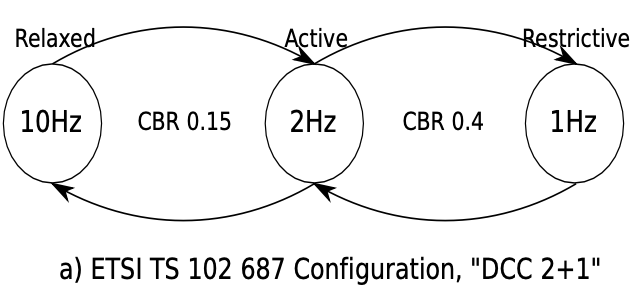 Relaxed Active Restrictive
10Hz CBR 0.15 2Hz CBR 0.4 1Hz
a) ETSI TS 102 687 Configuration, "DCC 2+1"